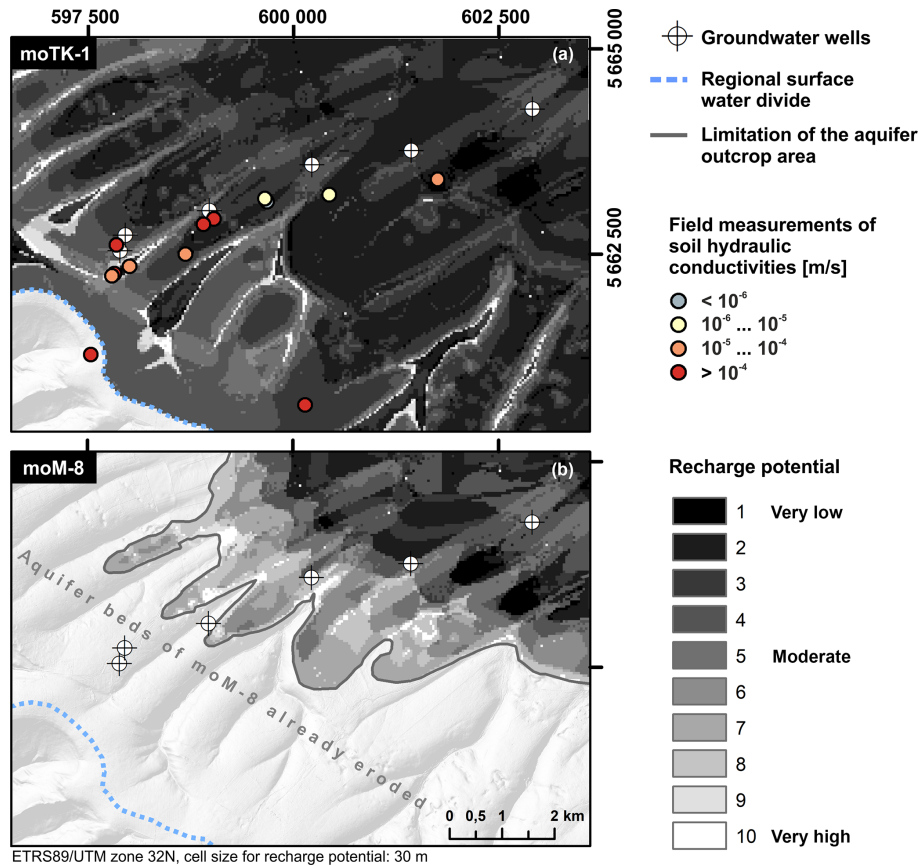 597 500
600 000
602 500
moTK-1
(a)
5 665 000
5 662 500
Groundwater wells
Regional surface
water divide
Limitation of the aquifer
outcrop area
Field measurements of
soil hydraulic
conductivities [m/s]
< 10⁻⁶
10⁻⁶ ... 10⁻⁵
10⁻⁵ ... 10⁻⁴
> 10⁻⁴
moM-8
(b)
Aquifer beds of moM-8 already eroded
0 0,5 1 2 km
Recharge potential
1 Very low
2
3
4
5 Moderate
6
7
8
9
10 Very high
ETRS89/UTM zone 32N, cell size for recharge potential: 30 m